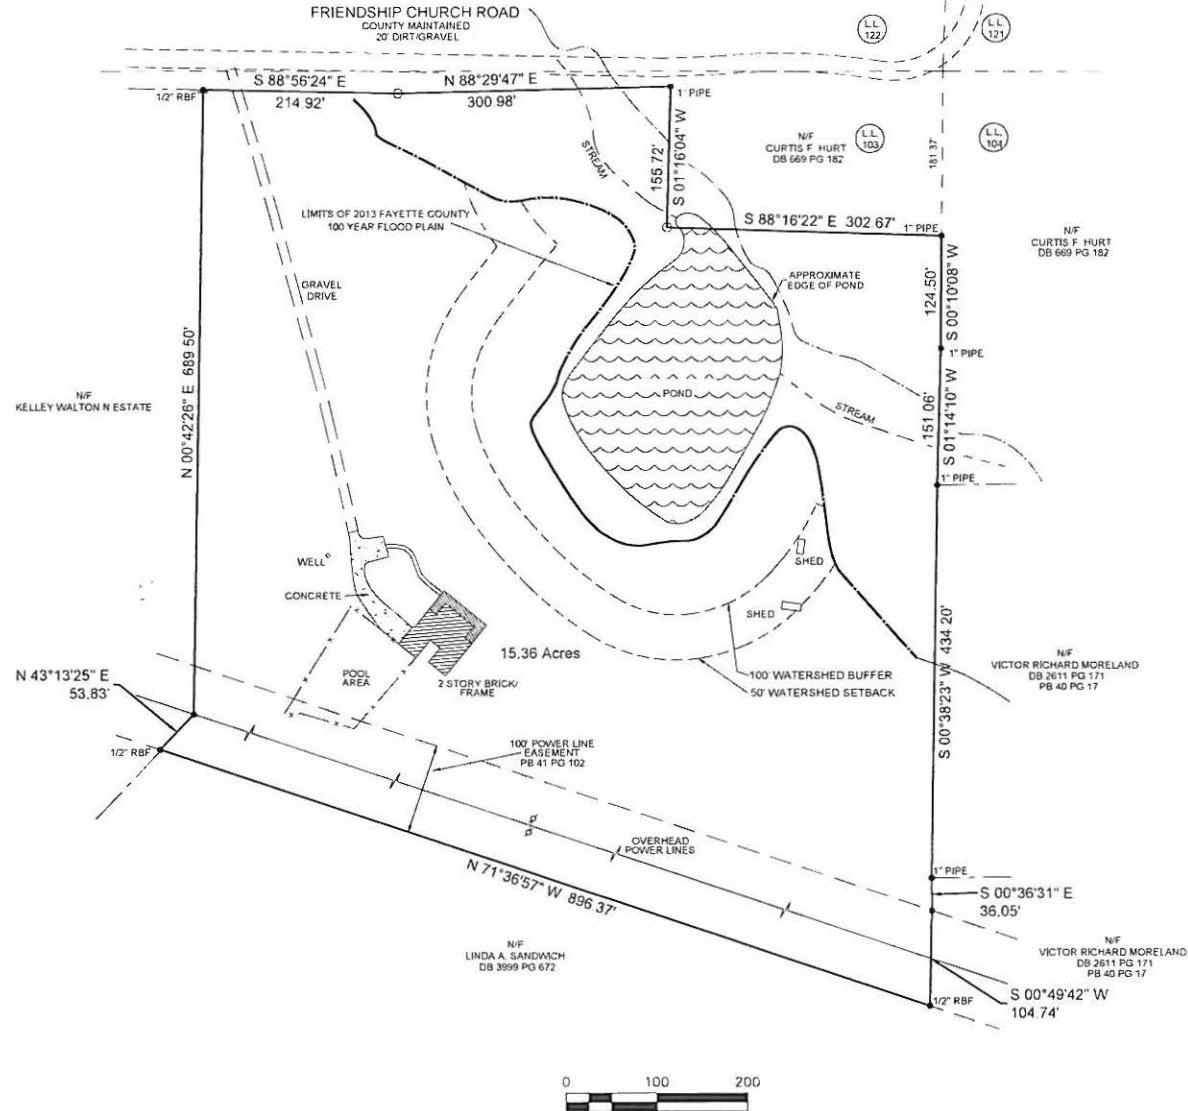 FRIENDSHIP CHURCH ROAD
COUNTY MAINTAINED
20' DIRT/GRAVEL
L.L.
122
L.L.
121
S 88°56'24" E
214.92'
N 88°29'47" E
300.98'
1/2" RBF
1" PIPE
N/F
CURTIS F. HURT
DB 669 PG 182
L.L.
103
L.L.
104
181.37'
STREAM
155.72'
S 01°16'04" W
LIMITS OF 2013 FAYETTE COUNTY
100 YEAR FLOOD PLAIN
S 88°16'22" E 302.67'
1" PIPE
N/F
CURTIS F. HURT
DB 669 PG 182
GRAVEL
DRIVE
APPROXIMATE
EDGE OF POND
124.50'
S 00°10'08" W
1" PIPE
N/F
KELLEY WALTON N ESTATE
N 00°42'26" E 689.50'
POND
STREAM
151.06'
S 01°14'10" W
1" PIPE
WELL
CONCRETE
SHED
SHED
15.36 Acres
S 00°38'23" W 434.20'
N 43°13'25" E
53.83'
POOL
AREA
2 STORY BRICK/
FRAME
100' WATERSHED BUFFER
50' WATERSHED SETBACK
N/F
VICTOR RICHARD MORELAND
DB 2611 PG 171
PB 40 PG 17
1/2" RBF
100' POWER LINE
EASEMENT
PB 41 PG 102
OVERHEAD
POWER LINES
N 71°36'57" W 896.37'
1" PIPE
S 00°36'31" E
36.05'
N/F
LINDA A. SANDWICH
DB 3999 PG 672
N/F
VICTOR RICHARD MORELAND
DB 2611 PG 171
PB 40 PG 17
1/2" RBF
S 00°49'42" W
104.74'
0 100 200